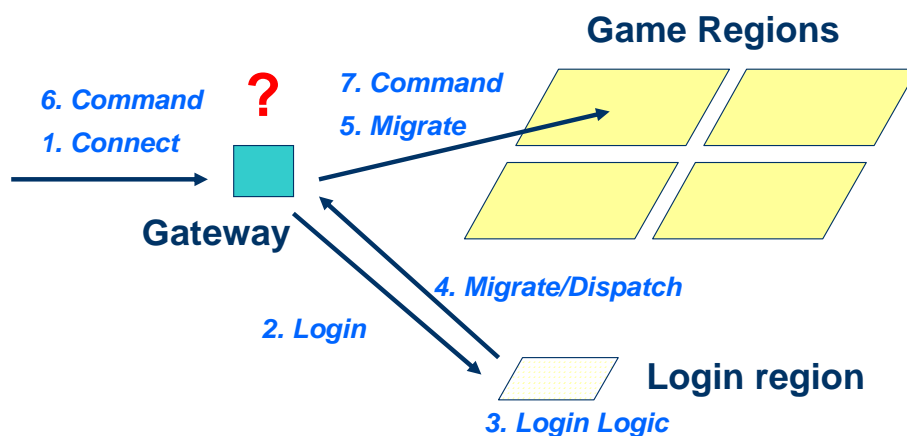 Game Regions
6. Command
1. Connect
?
7. Command
5. Migrate
Gateway
4. Migrate/Dispatch
2. Login
Login region
3. Login Logic